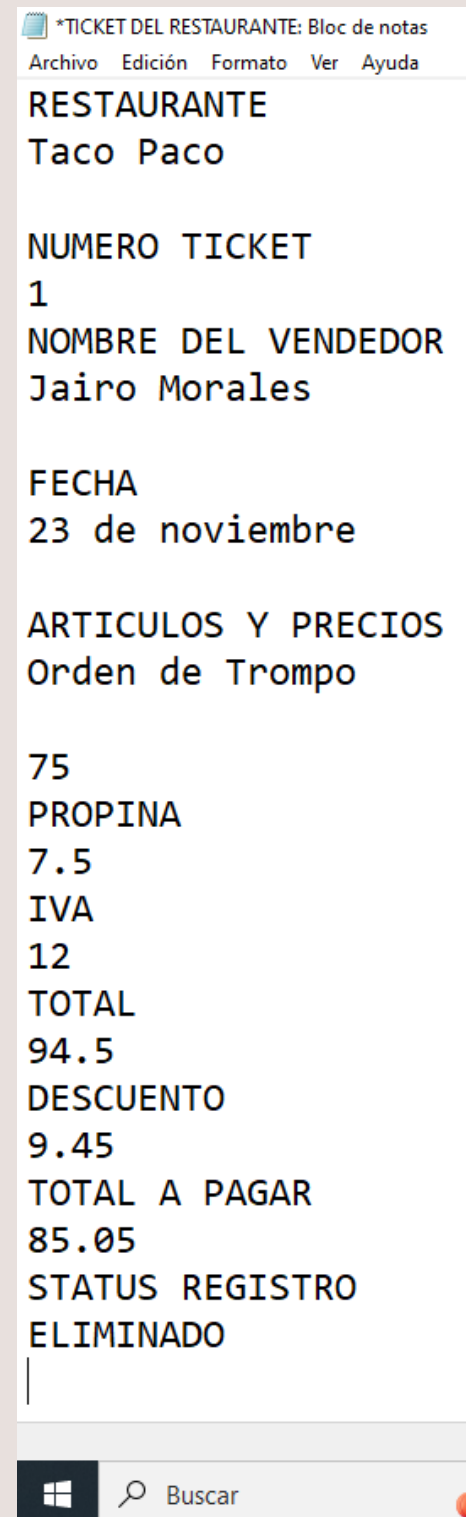 *TICKET DEL RESTAURANTE: Bloc de notas
Archivo Edición Formato Ver Ayuda
RESTAURANTE
Taco Paco
NUMERO TICKET
1
NOMBRE DEL VENDEDOR
Jairo Morales
FECHA
23 de noviembre
ARTICULOS Y PRECIOS
Orden de Trompo
75
PROPINA
7.5
IVA
12
TOTAL
94.5
DESCUENTO
9.45
TOTAL A PAGAR
85.05
STATUS REGISTRO
ELIMINADO
Buscar